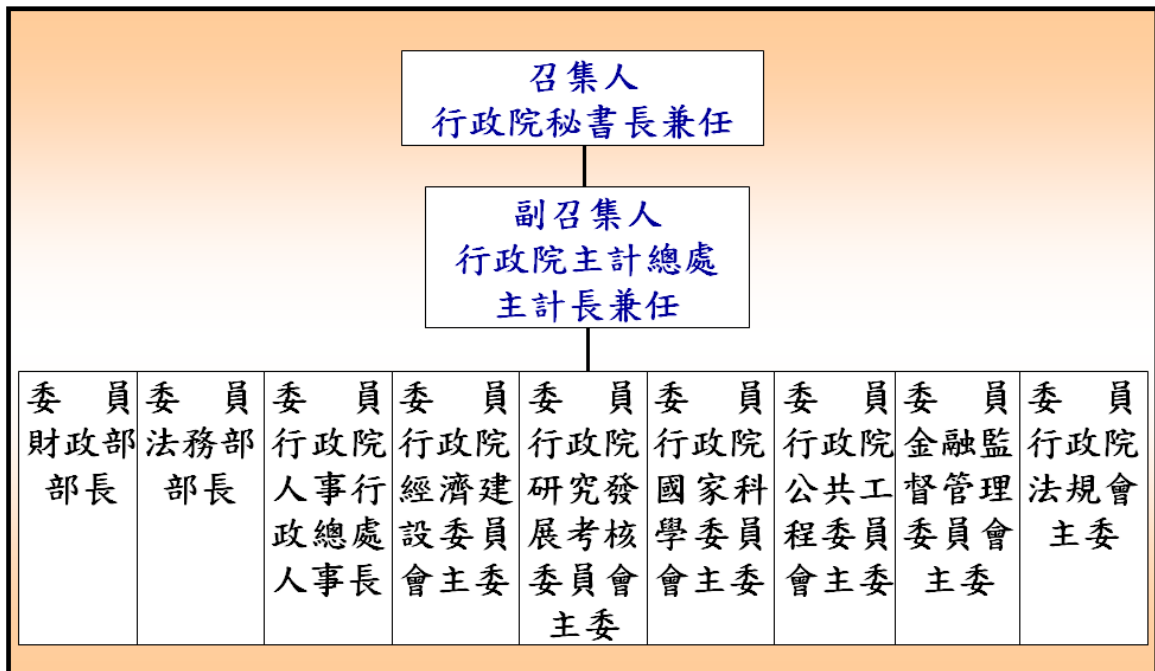 召集人
行政院秘書長兼任
副召集人
行政院主計總處
主計長兼任
委員
財政部
部長
委員
法務部
部長
委員
行政院
人事行
政總處
人事長
委員
行政院
經濟建
設委員
會主委
委員
行政院
研究發
展考核
委員會
主委
委員
行政院
國家科
學委員
會主委
委員
行政院
公共工
程委員
會主委
委員
金融監
督管理
委員會
主委
委員
行政院
法規會
主委